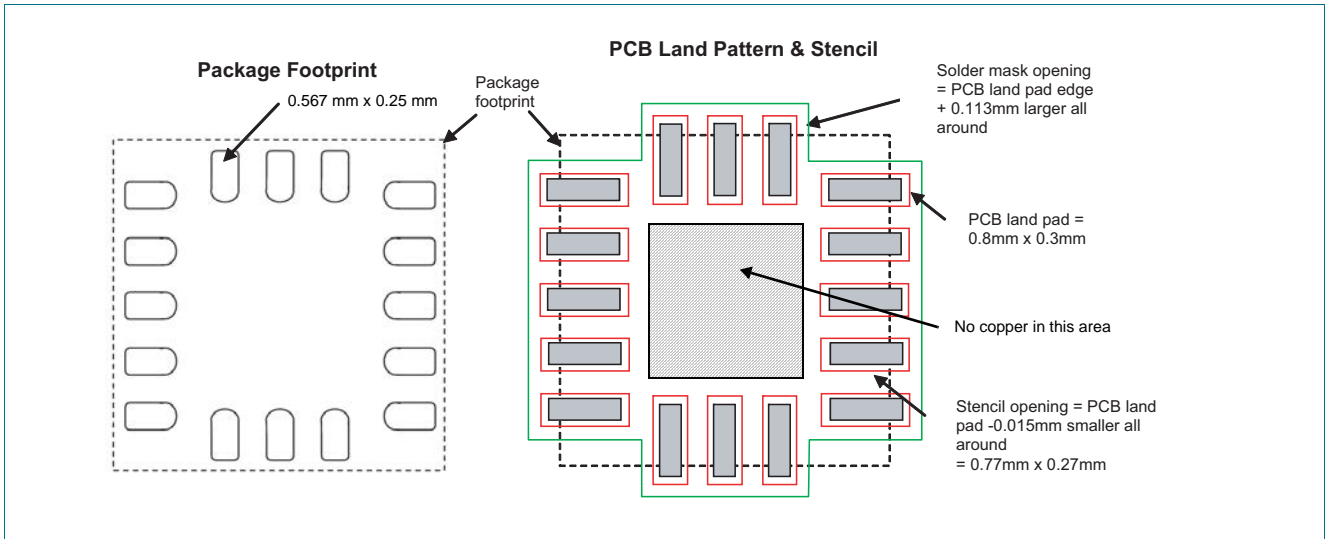 Package Footprint
0.567 mm x 0.25 mm
Package
footprint
PCB Land Pattern & Stencil
Solder mask opening
= PCB land pad edge
+ 0.113mm larger all
around
PCB land pad =
0.8mm x 0.3mm
No copper in this area
Stencil opening = PCB land
pad -0.015mm smaller all
around
= 0.77mm x 0.27mm